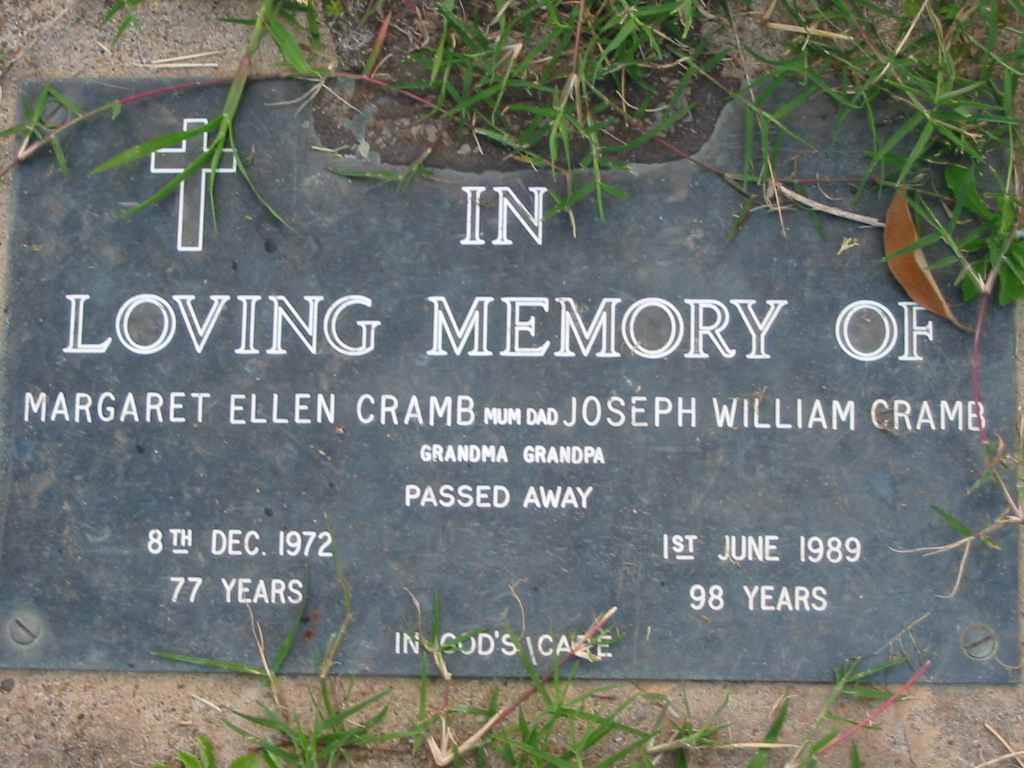 IN
LOVING MEMORY OF
MARGARET ELLEN CRAMB MUM DAD JOSEPH WILLIAM CRAMB
GRANDMA GRANDPA
PASSED AWAY
8TH DEC. 1972 1ST JUNE 1989
77 YEARS 98 YEARS
IN GOD'S CARE